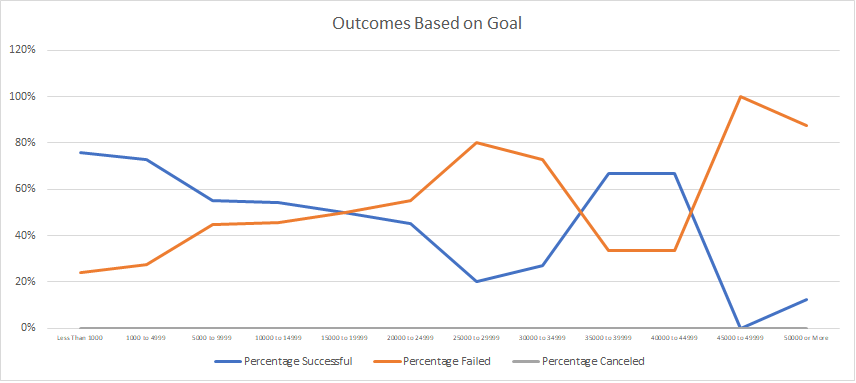 Outcomes Based on Goal
120%
100%
80%
60%
40%
20%
0%
Less Than 1000 1000 to 4999 5000 to 9999 10000 to 14999 15000 to 19999 20000 to 24999 25000 to 29999 30000 to 34999 35000 to 39999 40000 to 44999 45000 to 49999 50000 or More
Percentage Successful Percentage Failed Percentage Canceled